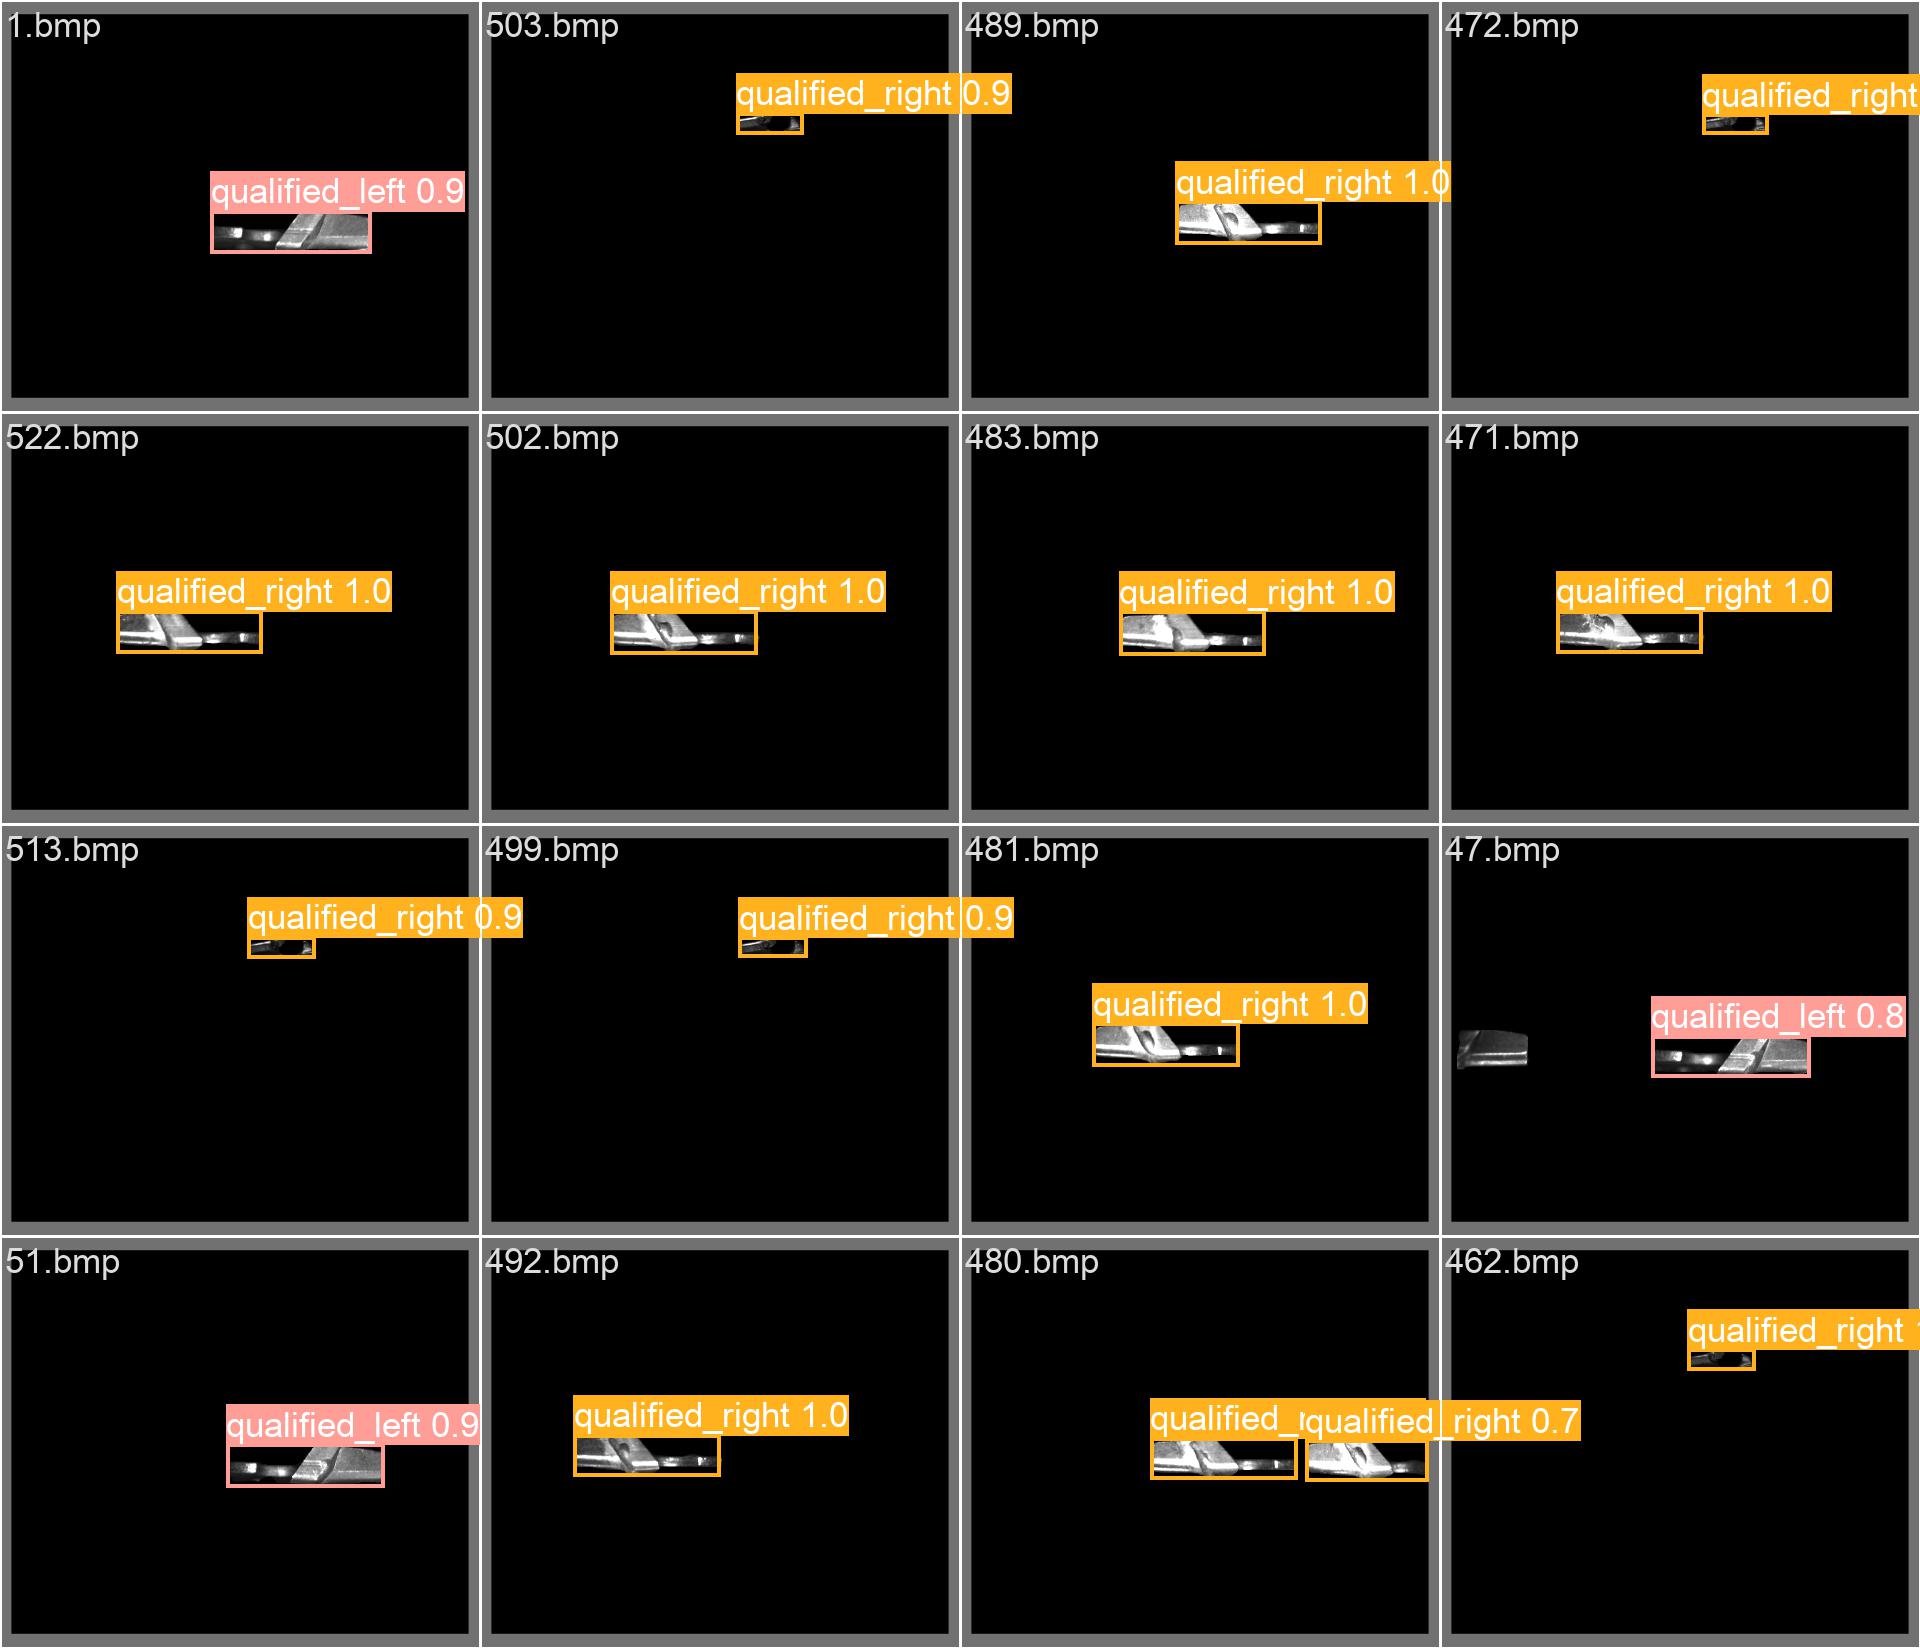 1.bmp
503.bmp
489.bmp
472.bmp
qualified_left 0.9
qualified_right 0.9
qualified_right 1.0
qualified_right
522.bmp
502.bmp
483.bmp
471.bmp
qualified_right 1.0
qualified_right 1.0
qualified_right 1.0
qualified_right 1.0
513.bmp
499.bmp
481.bmp
47.bmp
qualified_right 0.9
qualified_right 0.9
qualified_right 1.0
qualified_left 0.8
51.bmp
492.bmp
480.bmp
462.bmp
qualified_left 0.9
qualified_right 1.0
qualified_
qualified_right 0.7
qualified_right